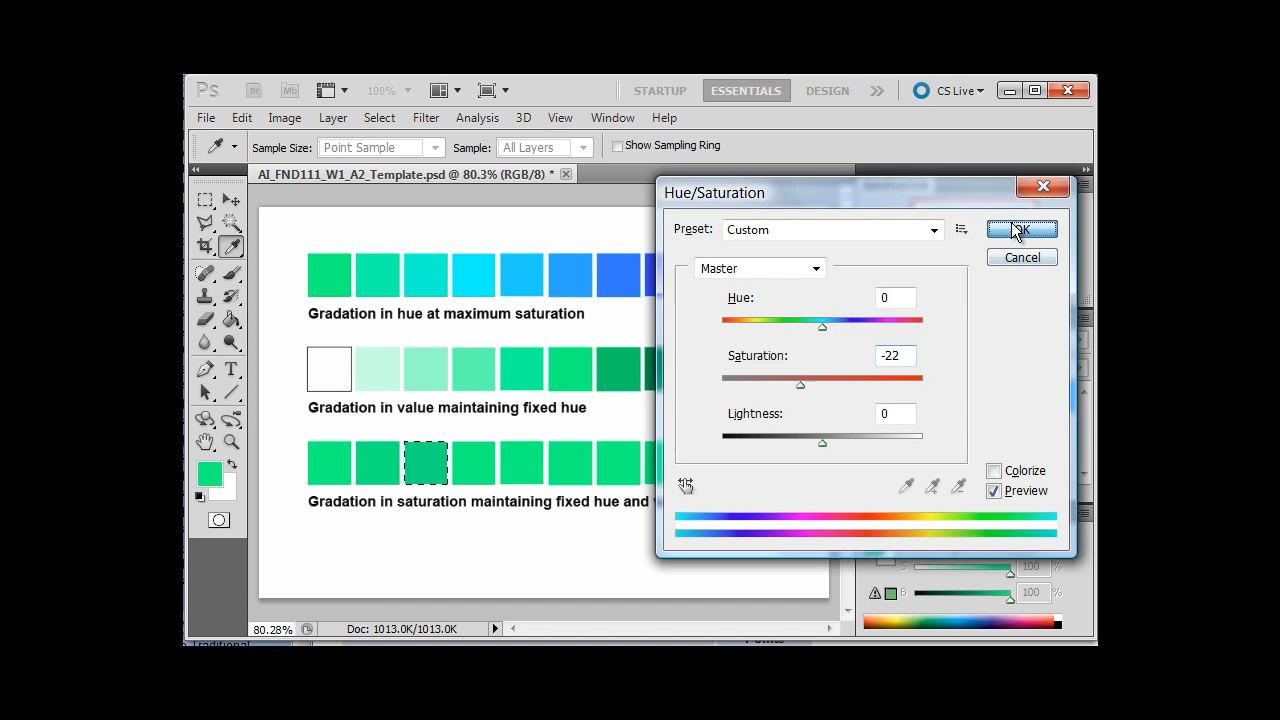 Ps Br Mb 100% STARTUP ESSENTIALS DESIGN CS Live
File Edit Image Layer Select Filter Analysis 3D View Window Help
Sample Size: Point Sample Sample: All Layers Show Sampling Ring
AI_FND111_W1_A2_Template.psd @ 80.3% (RGB/8) *
Hue/Saturation
Preset: Custom
Cancel
Master
Hue: 0
Gradation in hue at maximum saturation
Saturation: -22
Gradation in value maintaining fixed hue
Lightness: 0
Colorize
Preview
Gradation in saturation maintaining fixed hue and
S 100 %
B 100 %
80.28% Doc: 1013.0K/1013.0K